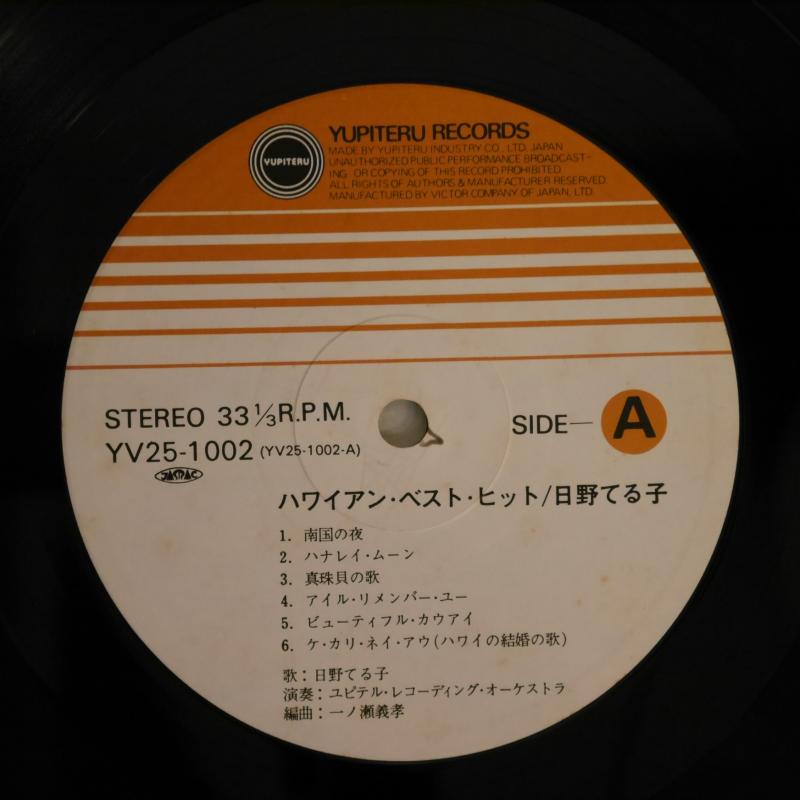 YUPITERU
YUPITERU RECORDS
MADE BY YUPITERU INDUSTRY CO., LTD. JAPAN
UNAUTHORIZED PUBLIC PERFORMANCE BROADCAST-
ING OR COPYING OF THIS RECORD PROHIBITED
ALL RIGHTS OF AUTHORS & MANUFACTURER RESERVED.
MANUFACTURED BY VICTOR COMPANY OF JAPAN, LTD.
STEREO 33 1/3 R.P.M.
YV25-1002 (YV25-1002-A)
JASRAC
SIDE—A
ハワイアン・ベスト・ヒット/日野てる子
1. 南国の夜
2. ハナレイ・ムーン
3. 真珠貝の歌
4. アイル・リメンバー・ユー
5. ビューティフル・カウアイ
6. ケ・カリ・ネイ・アウ(ハワイの結婚の歌)
歌:日野てる子
演奏:ユピテル・レコーディング・オーケストラ
編曲:一ノ瀬義孝